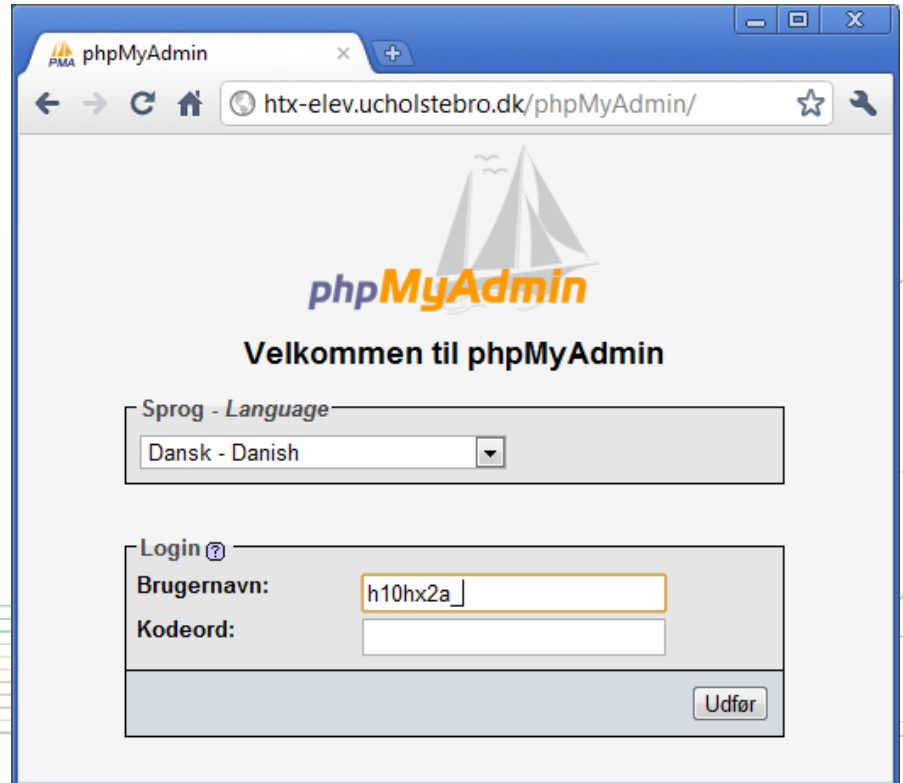 PMA phpMyAdmin
htx-elev.ucholstebro.dk/phpMyAdmin/
phpMyAdmin
Velkommen til phpMyAdmin
Sprog - Language
Dansk - Danish
Login ?
Brugernavn: h10hx2a_
Kodeord:
Udfør